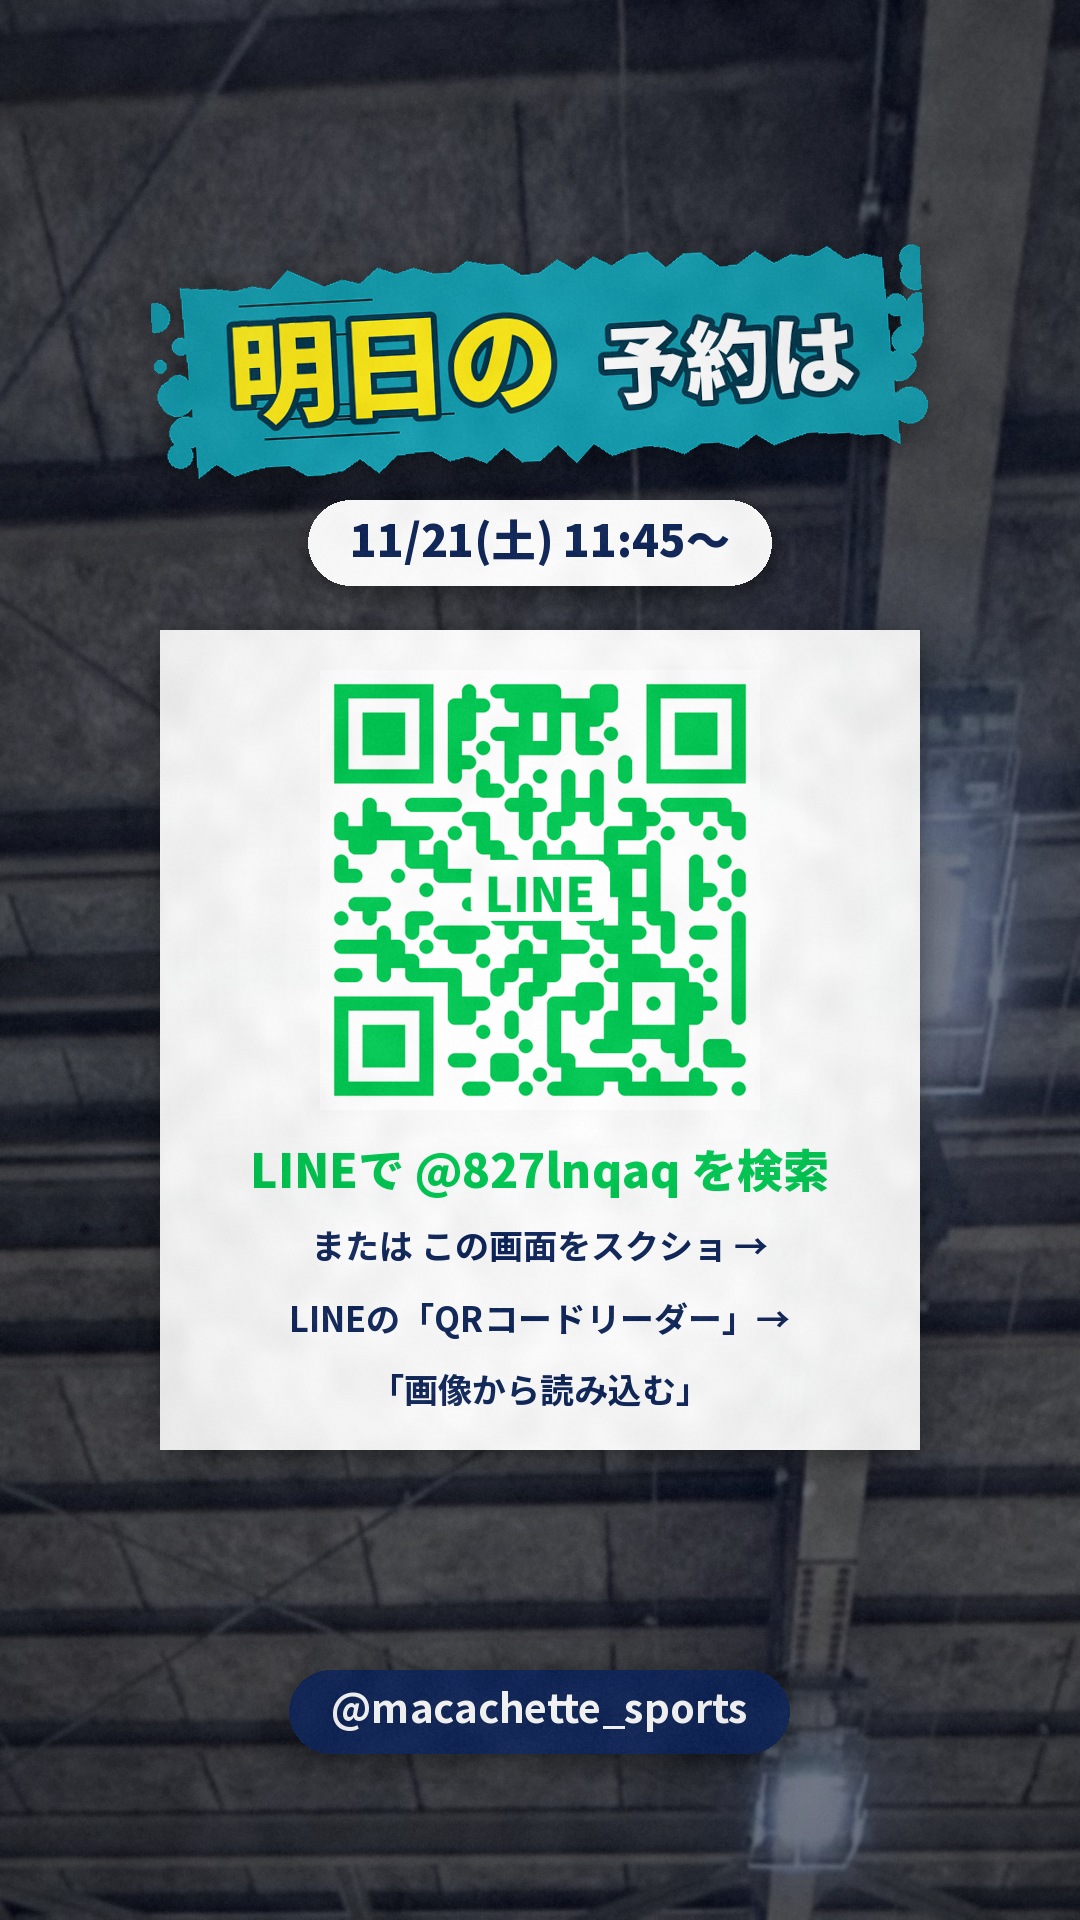 明日の 予約は
11/21(土) 11:45〜
LINE
LINEで @827lnqaq を検索
または この画面をスクショ →
LINEの「QRコードリーダー」→
「画像から読み込む」
@macachette_sports